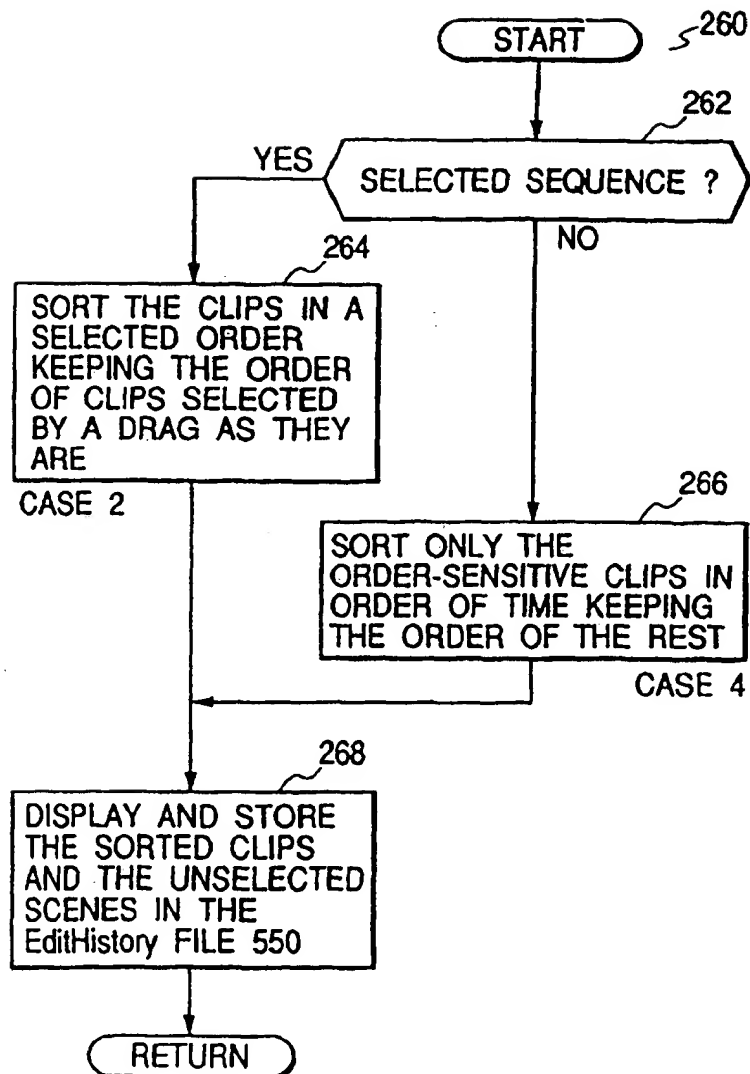 START
260
262
YES
SELECTED SEQUENCE ?
NO
264
SORT THE CLIPS IN A
SELECTED ORDER
KEEPING THE ORDER
OF CLIPS SELECTED
BY A DRAG AS THEY
ARE
CASE 2
266
SORT ONLY THE
ORDER-SENSITIVE CLIPS IN
ORDER OF TIME KEEPING
THE ORDER OF THE REST
CASE 4
268
DISPLAY AND STORE
THE SORTED CLIPS
AND THE UNSELECTED
SCENES IN THE
EditHistory FILE 550
RETURN